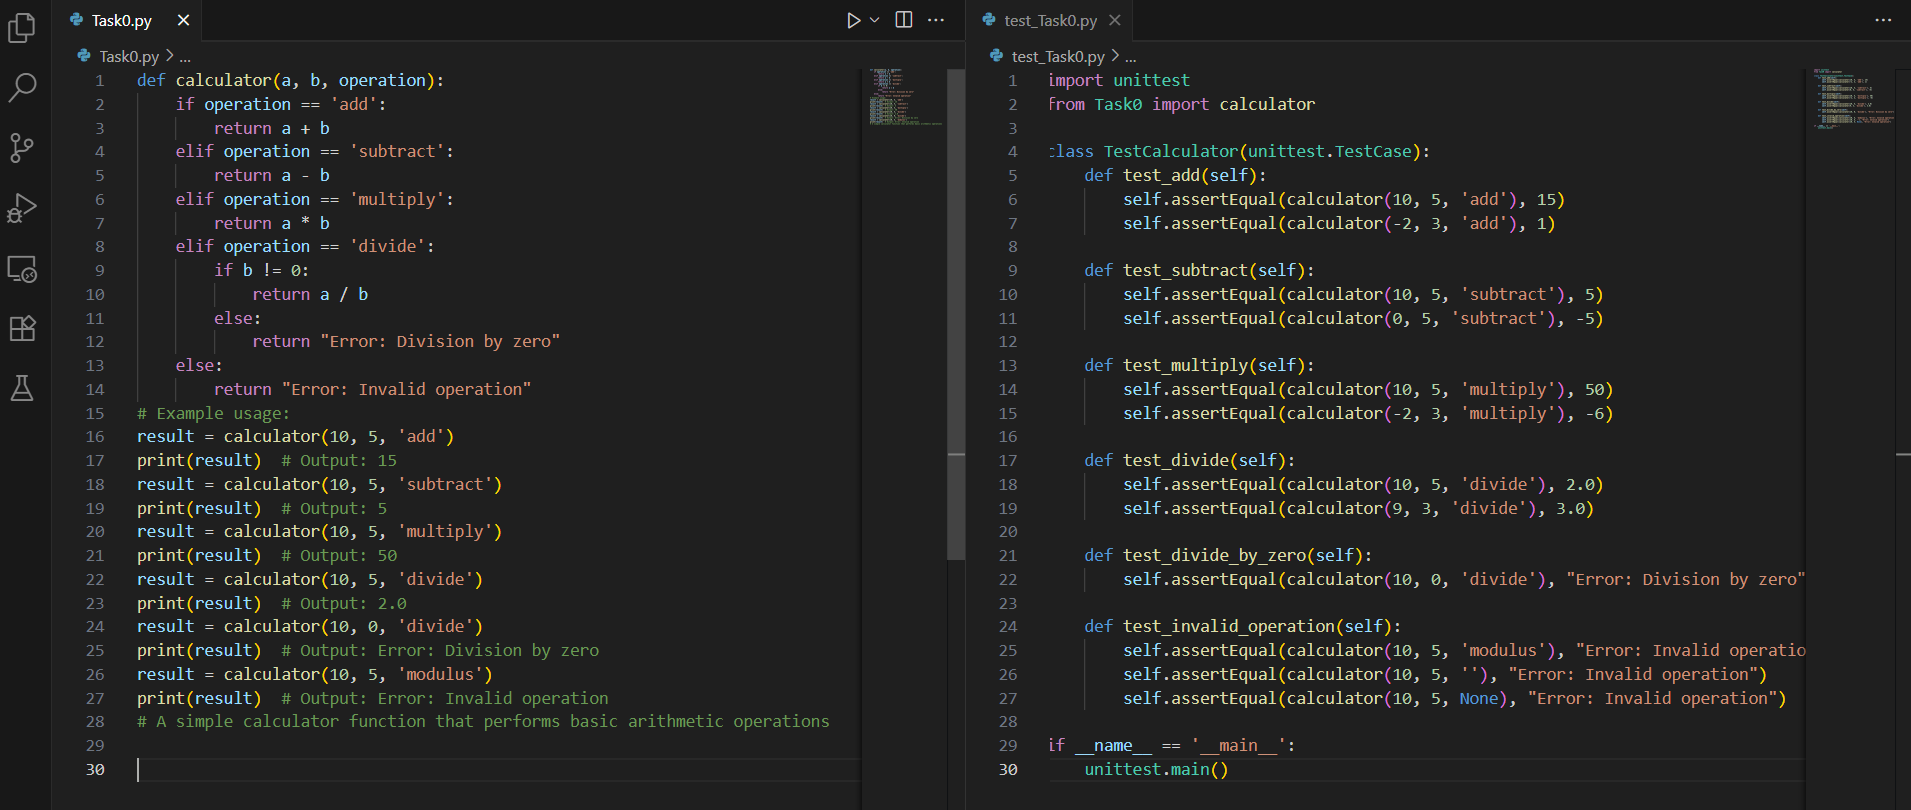 Task0.py
Task0.py > ...
1 def calculator(a, b, operation):
2 if operation == 'add':
3 return a + b
4 elif operation == 'subtract':
5 return a - b
6 elif operation == 'multiply':
7 return a * b
8 elif operation == 'divide':
9 if b != 0:
10 return a / b
11 else:
12 return "Error: Division by zero"
13 else:
14 return "Error: Invalid operation"
15 # Example usage:
16 result = calculator(10, 5, 'add')
17 print(result)  # Output: 15
18 result = calculator(10, 5, 'subtract')
19 print(result)  # Output: 5
20 result = calculator(10, 5, 'multiply')
21 print(result)  # Output: 50
22 result = calculator(10, 5, 'divide')
23 print(result)  # Output: 2.0
24 result = calculator(10, 0, 'divide')
25 print(result)  # Output: Error: Division by zero
26 result = calculator(10, 5, 'modulus')
27 print(result)  # Output: Error: Invalid operation
28 # A simple calculator function that performs basic arithmetic operations
29
30
test_Task0.py
test_Task0.py > ...
1 import unittest
2 from Task0 import calculator
3
4 class TestCalculator(unittest.TestCase):
5 def test_add(self):
6 self.assertEqual(calculator(10, 5, 'add'), 15)
7 self.assertEqual(calculator(-2, 3, 'add'), 1)
8
9 def test_subtract(self):
10 self.assertEqual(calculator(10, 5, 'subtract'), 5)
11 self.assertEqual(calculator(0, 5, 'subtract'), -5)
12
13 def test_multiply(self):
14 self.assertEqual(calculator(10, 5, 'multiply'), 50)
15 self.assertEqual(calculator(-2, 3, 'multiply'), -6)
16
17 def test_divide(self):
18 self.assertEqual(calculator(10, 5, 'divide'), 2.0)
19 self.assertEqual(calculator(9, 3, 'divide'), 3.0)
20
21 def test_divide_by_zero(self):
22 self.assertEqual(calculator(10, 0, 'divide'), "Error: Division by zero"
23
24 def test_invalid_operation(self):
25 self.assertEqual(calculator(10, 5, 'modulus'), "Error: Invalid operatio
26 self.assertEqual(calculator(10, 5, ''), "Error: Invalid operation")
27 self.assertEqual(calculator(10, 5, None), "Error: Invalid operation")
28
29 if __name__ == '__main__':
30 unittest.main()